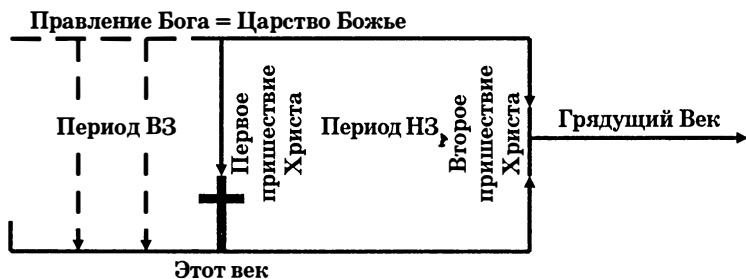 Правление Бога = Царство Божье
Период ВЗ
Первое
пришествие
Христа
Период НЗ
Второе
пришествие
Христа
Грядущий Век
Этот век